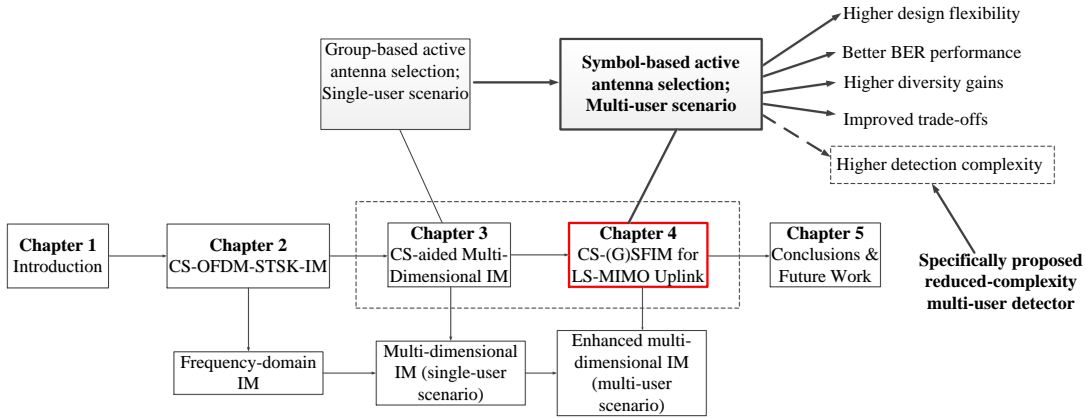 Group-based active
antenna selection;
Single-user scenario
Symbol-based active
antenna selection;
Multi-user scenario
Higher design flexibility
Better BER performance
Higher diversity gains
Improved trade-offs
Higher detection complexity
Chapter 1
Introduction
Chapter 2
CS-OFDM-STSK-IM
Chapter 3
CS-aided Multi-
Dimensional IM
Chapter 4
CS-(G)SFIM for
LS-MIMO Uplink
Chapter 5
Conclusions &
Future Work
Specifically proposed
reduced-complexity
multi-user detector
Frequency-domain
IM
Multi-dimensional
IM (single-user
scenario)
Enhanced multi-
dimensional IM
(multi-user
scenario)